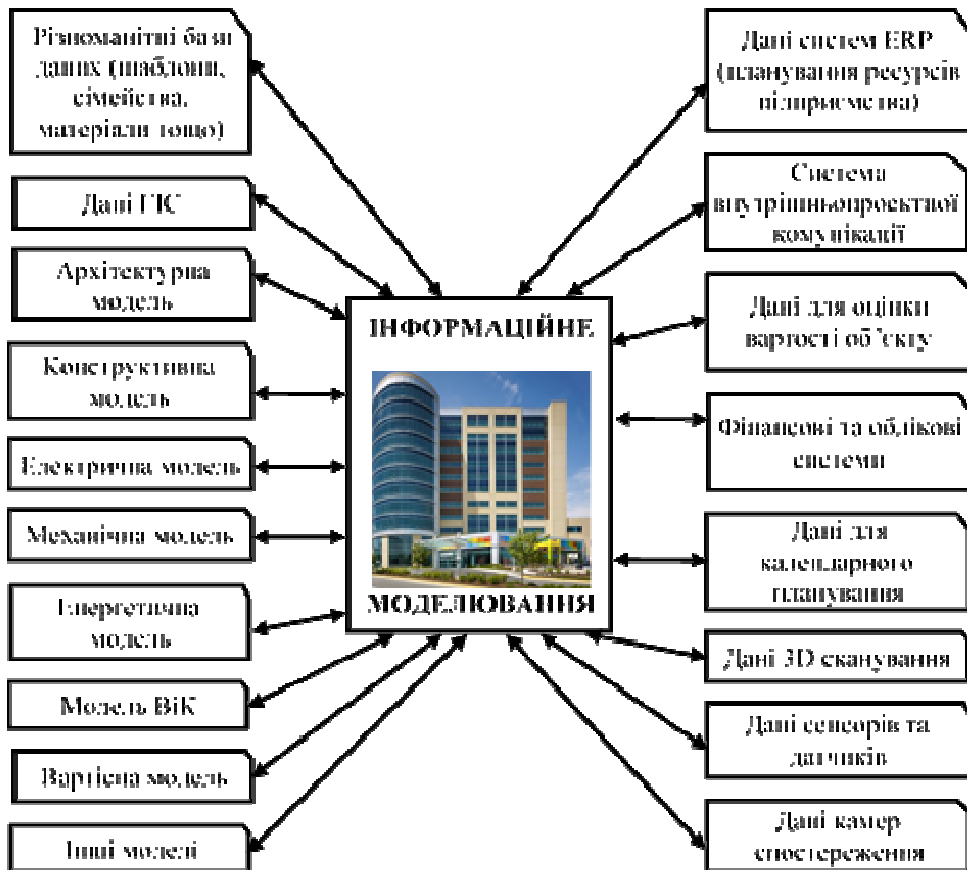 Різноманітні бази
даних (шаблони,
сімейства,
матеріали тощо)
Дані ГІС
Архітектурна
модель
Конструктивна
модель
Електрична модель
Механічна модель
Енергетична
модель
Модель ВіК
Вартісна модель
Інші моделі
ІНФОРМАЦІЙНЕ
МОДЕЛЮВАННЯ
Дані систем ERP
(планування ресурсів
підприємства)
Система
внутрішньопроектної
комунікації
Дані для оцінки
вартості об'єкту
Фінансові та облікові
системи
Дані для
календарного
планування
Дані 3D сканування
Дані сенсорів та
датчиків
Дані камер
спостереження